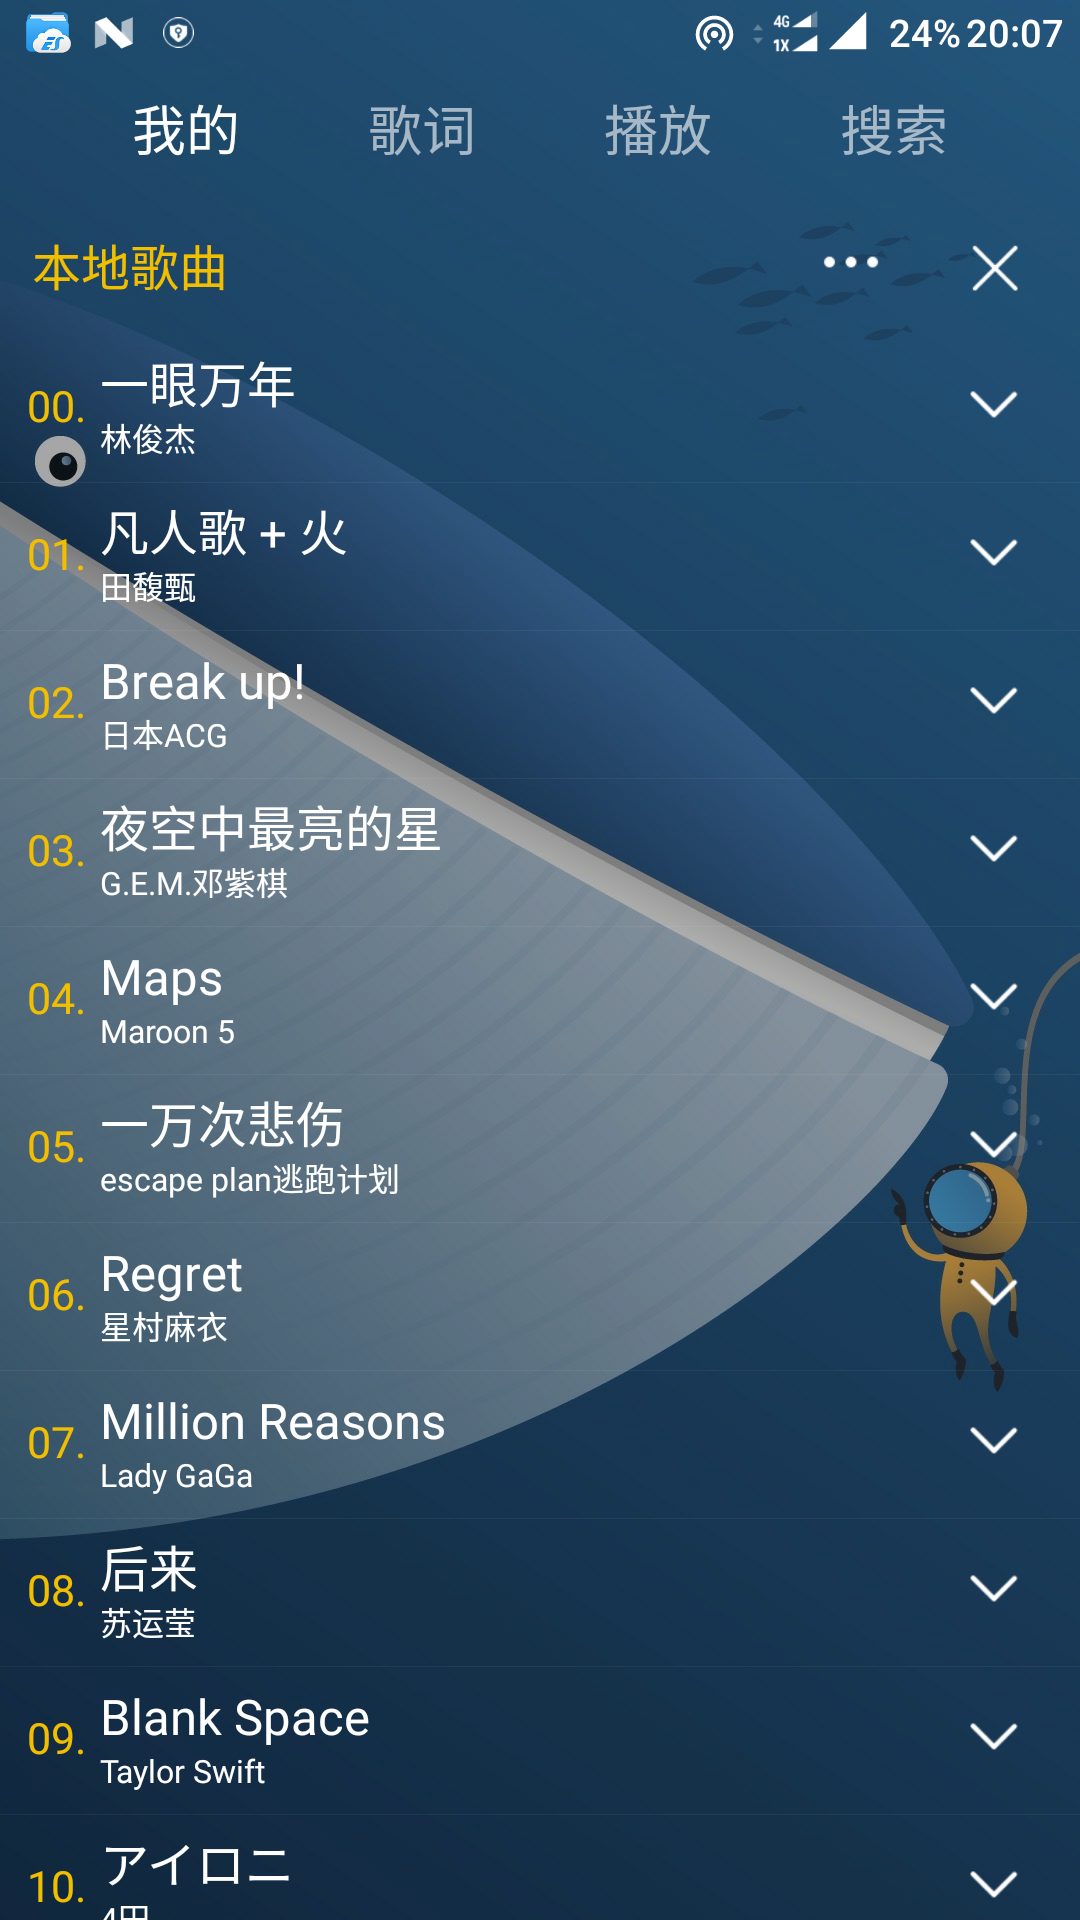 4G
1X
24% 20:07
我的 歌词 播放 搜索
本地歌曲
00. 一眼万年
林俊杰
01. 凡人歌 + 火
田馥甄
02. Break up!
日本ACG
03. 夜空中最亮的星
G.E.M.邓紫棋
04. Maps
Maroon 5
05. 一万次悲伤
escape plan逃跑计划
06. Regret
星村麻衣
07. Million Reasons
Lady GaGa
08. 后来
苏运莹
09. Blank Space
Taylor Swift
10. アイロニ